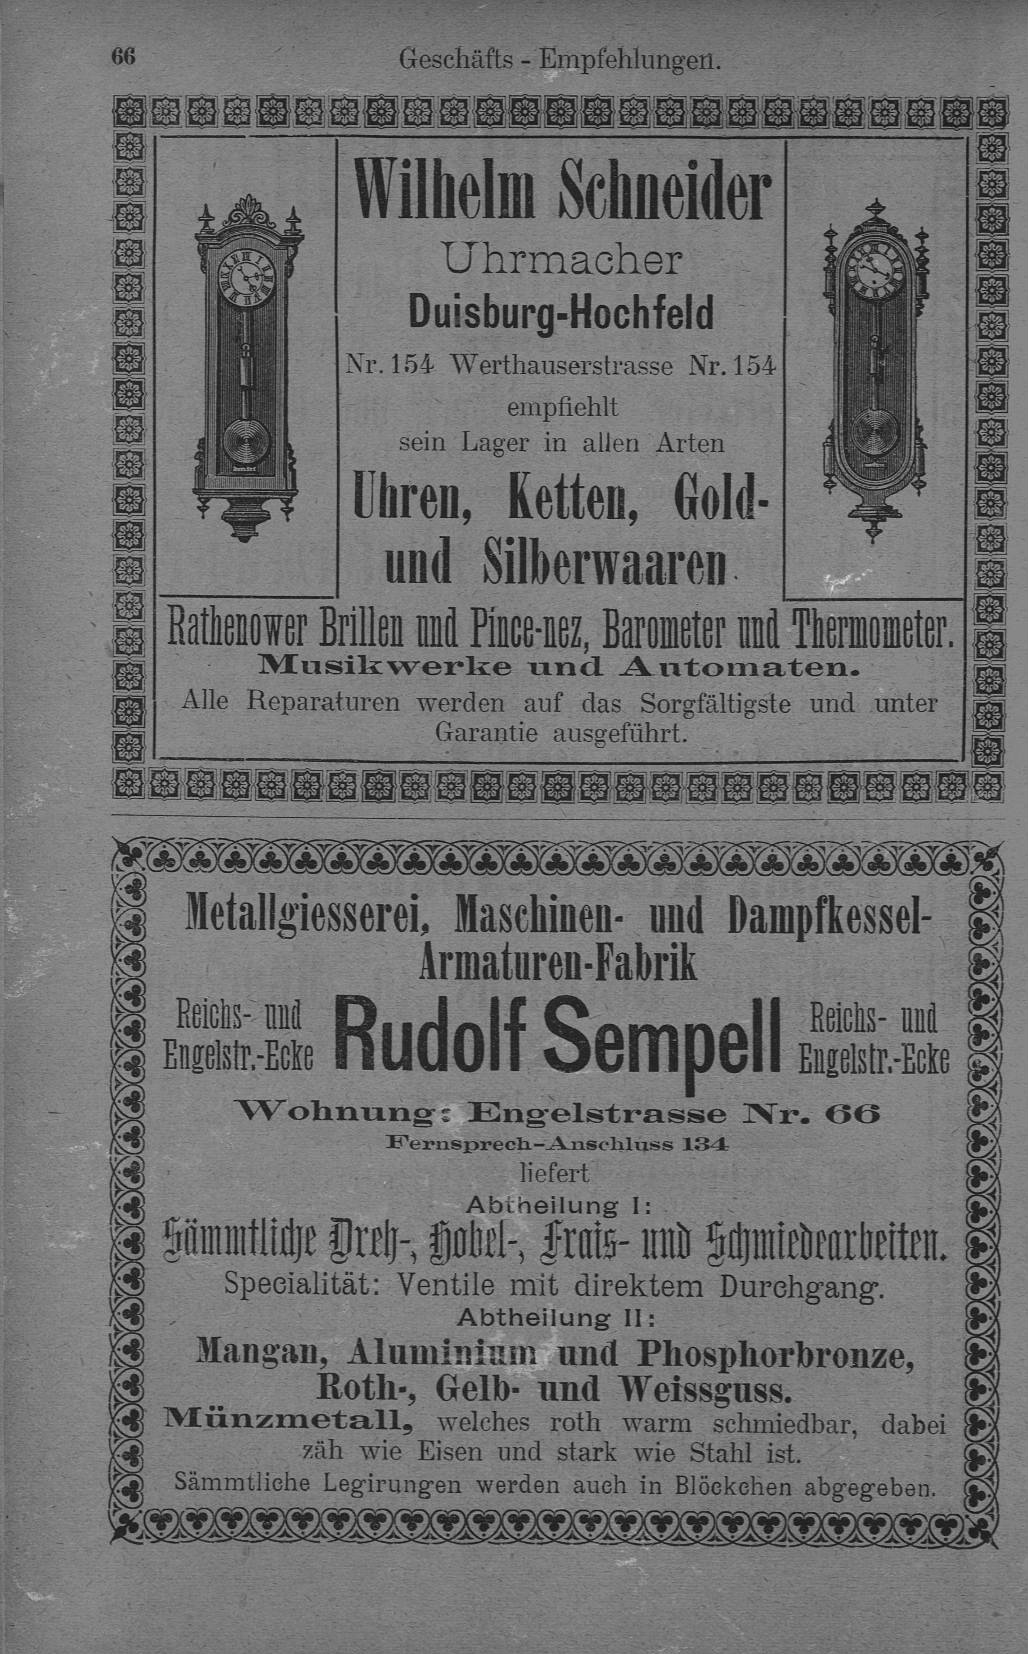 66
Geschäfts - Empfehlungen.
Wilhelm Schneider
Uhrmacher
Duisburg-Hochfeld
Nr. 154 Werthauserstrasse Nr. 154
empfiehlt
sein Lager in allen Arten
Uhren, Ketten, Gold-
und Silberwaaren.
Rathenower Brillen und Pince-nez, Barometer und Thermometer.
Musikwerke und Automaten.
Alle Reparaturen werden auf das Sorgfältigste und unter
Garantie ausgeführt.
Metallgiesserei, Maschinen- und Dampfkessel-
Armaturen-Fabrik
Reichs- und
Engelstr.-Ecke
Rudolf Sempell
Reichs- und
Engelstr.-Ecke
Wohnung: Engelstrasse Nr. 66
Fernsprech-Anschluss 134
liefert
Abtheilung I:
Sämmtliche Dreh-, Hobel-, Frais- und Schmiedearbeiten.
Specialität: Ventile mit direktem Durchgang.
Abtheilung II:
Mangan, Aluminium und Phosphorbronze,
Roth-, Gelb- und Weissguss.
Münzmetall, welches roth warm schmiedbar, dabei
zäh wie Eisen und stark wie Stahl ist.
Sämmtliche Legirungen werden auch in Blöckchen abgegeben.